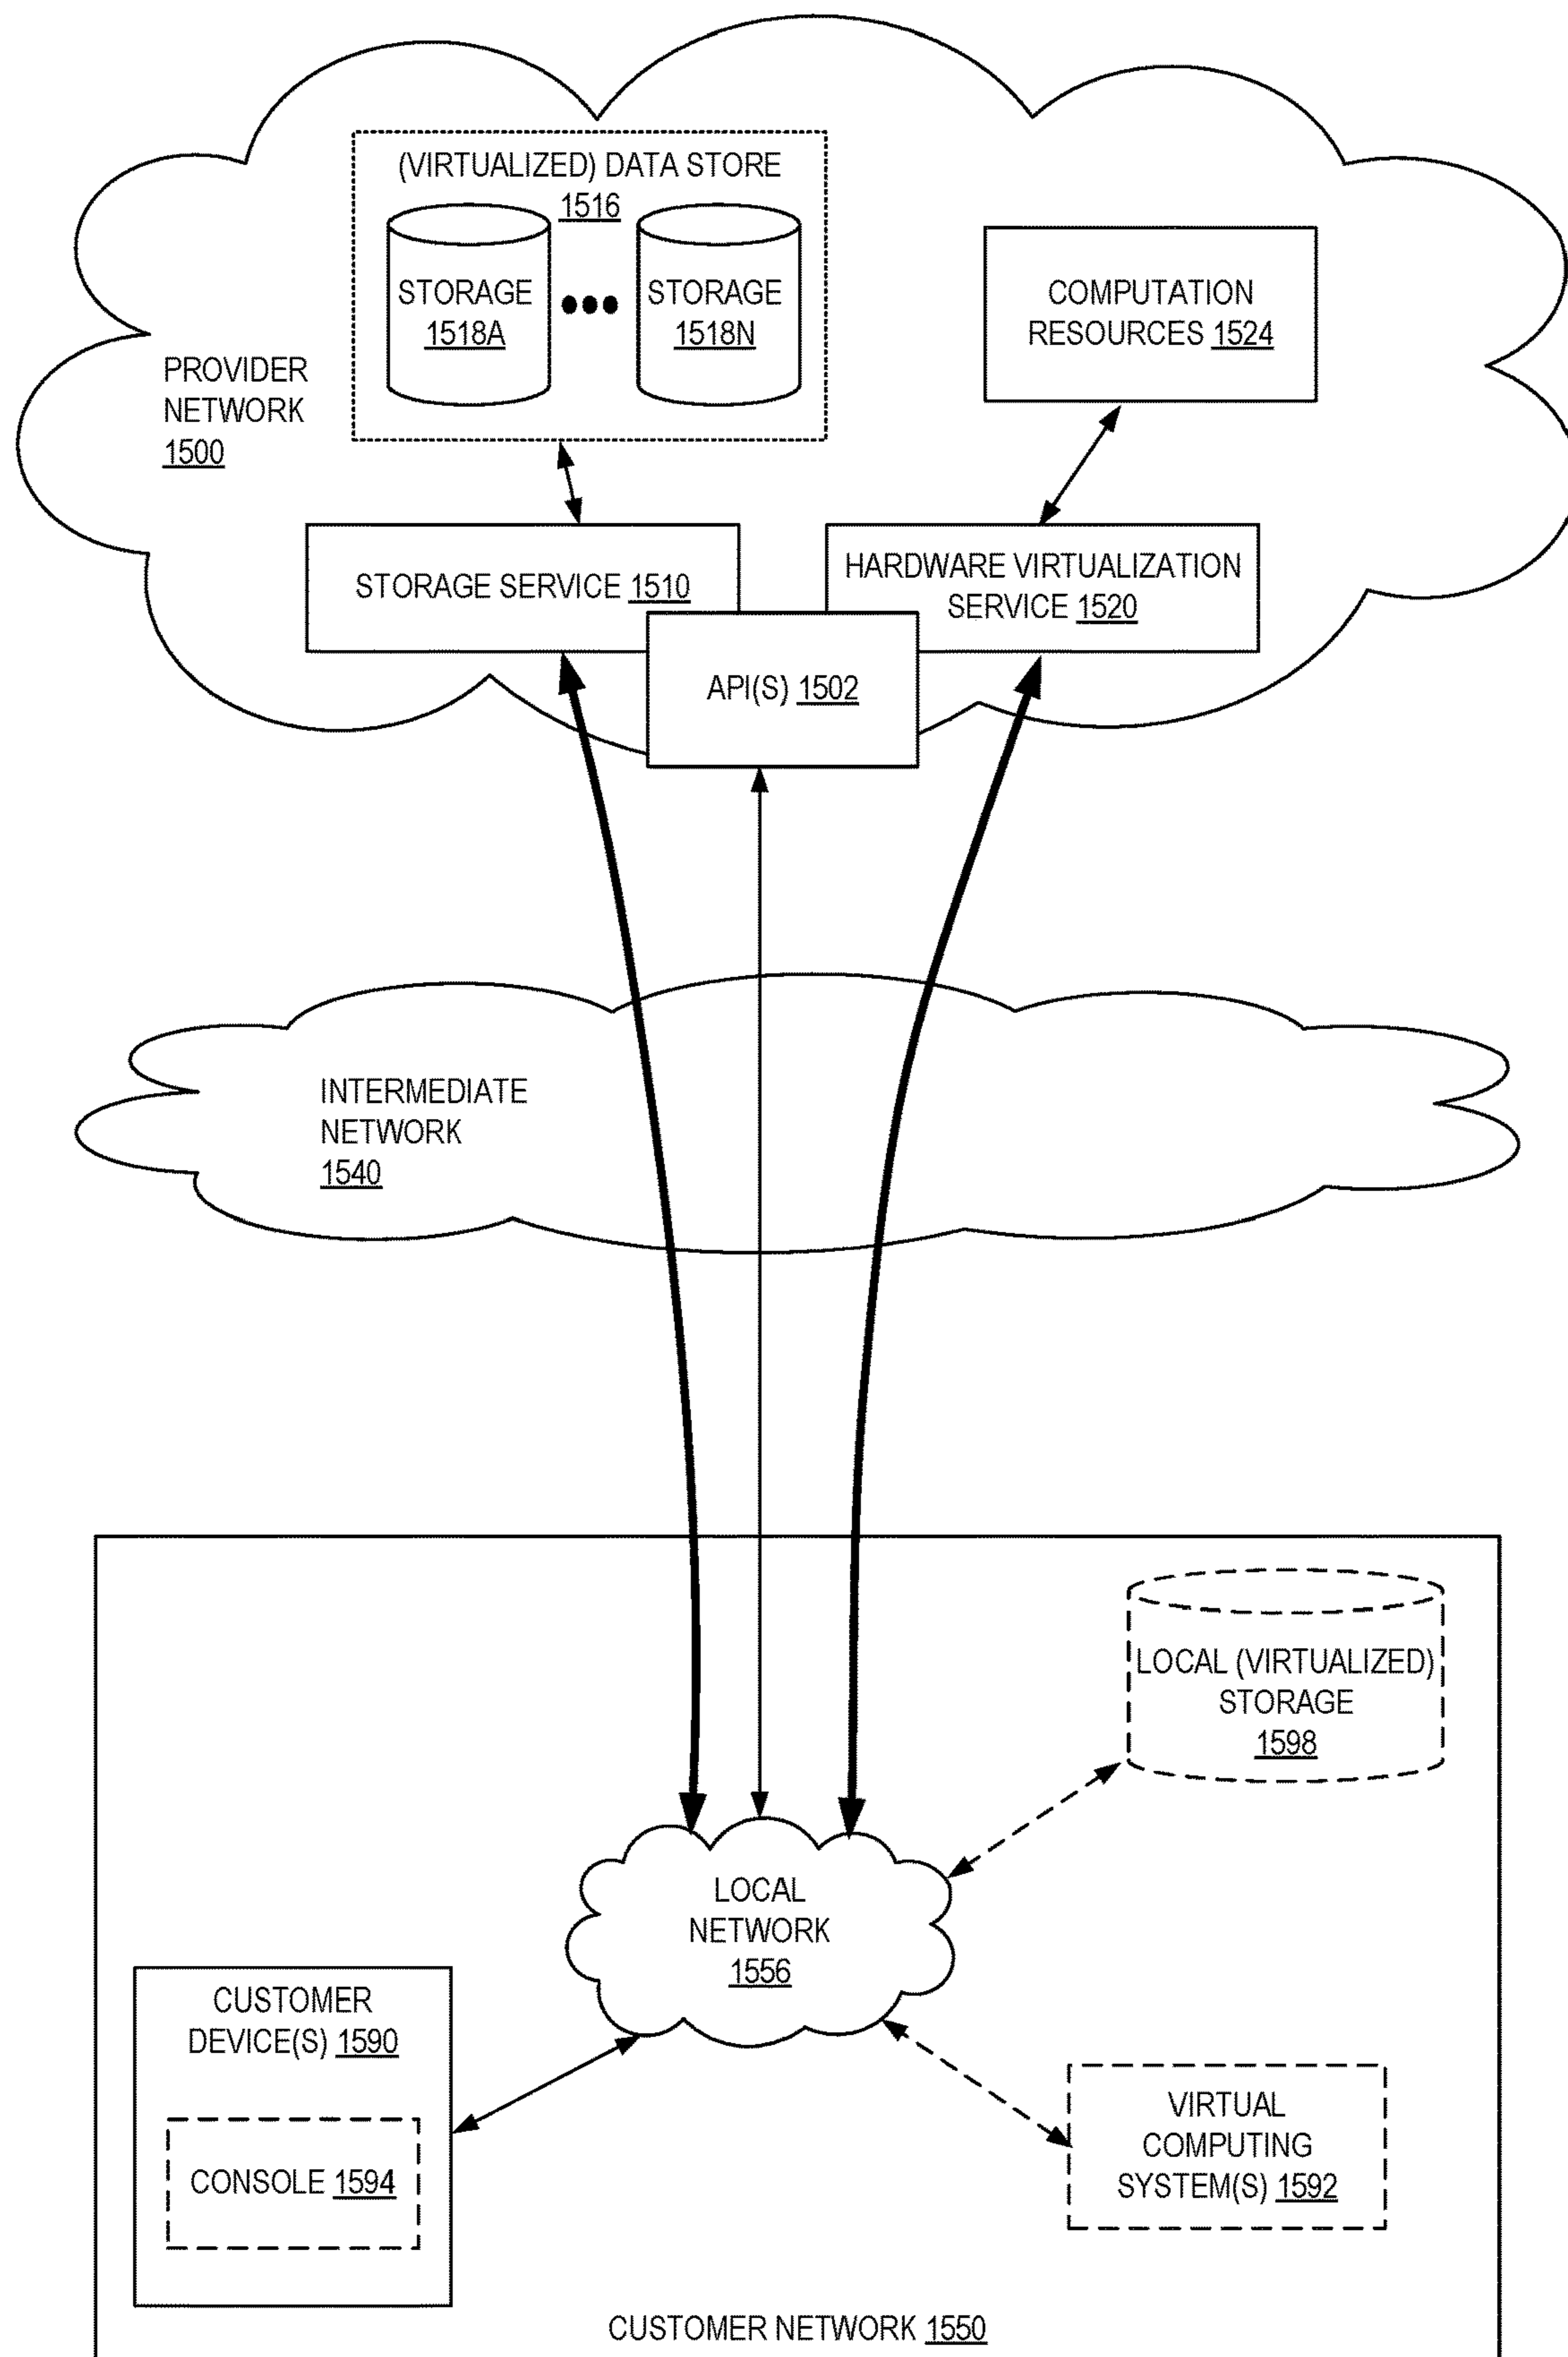 (VIRTUALIZED) DATA STORE
1516
STORAGE
1518A
STORAGE
1518N
COMPUTATION
RESOURCES 1524
PROVIDER
NETWORK
1500
STORAGE SERVICE 1510
HARDWARE VIRTUALIZATION
SERVICE 1520
API(S) 1502
INTERMEDIATE
NETWORK
1540
LOCAL (VIRTUALIZED)
STORAGE
1598
LOCAL
NETWORK
1556
CUSTOMER
DEVICE(S) 1590
CONSOLE 1594
VIRTUAL
COMPUTING
SYSTEM(S) 1592
CUSTOMER NETWORK 1550